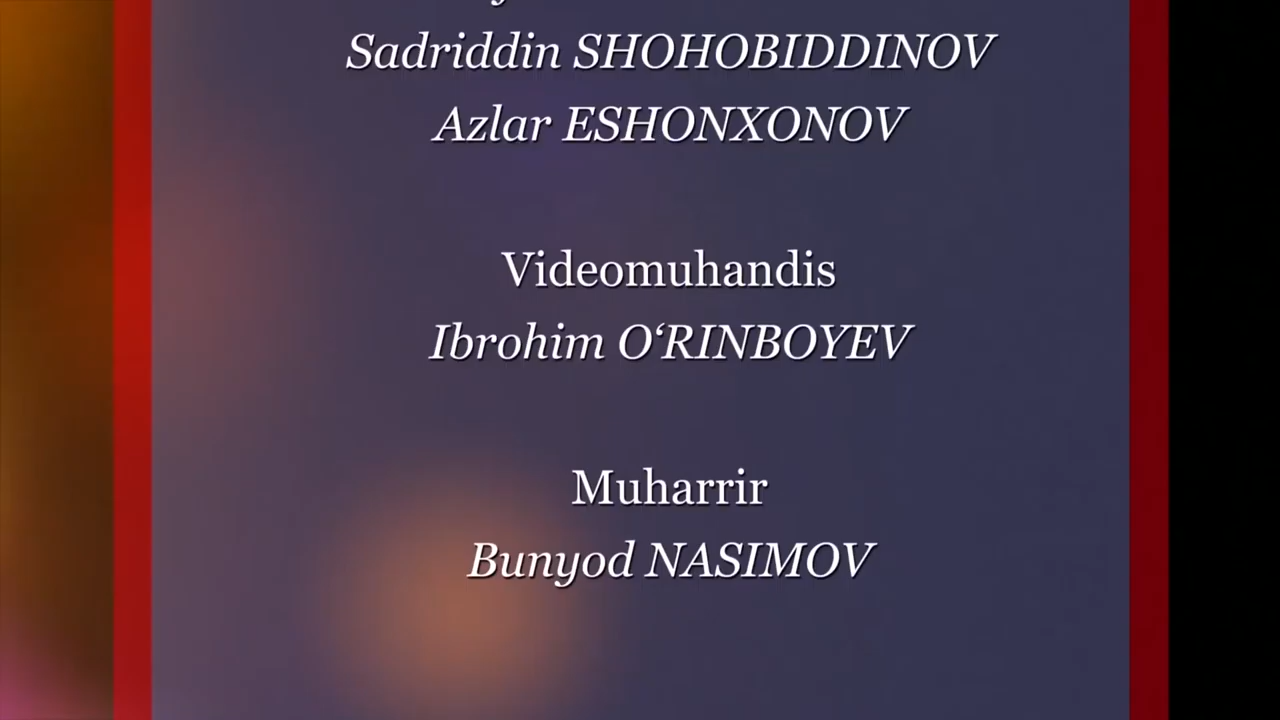 Sadriddin SHOHOBIDDINOV
Azlar ESHONXONOV
Videomuhandis
Ibrohim O‘RINBOYEV
Muharrir
Bunyod NASIMOV